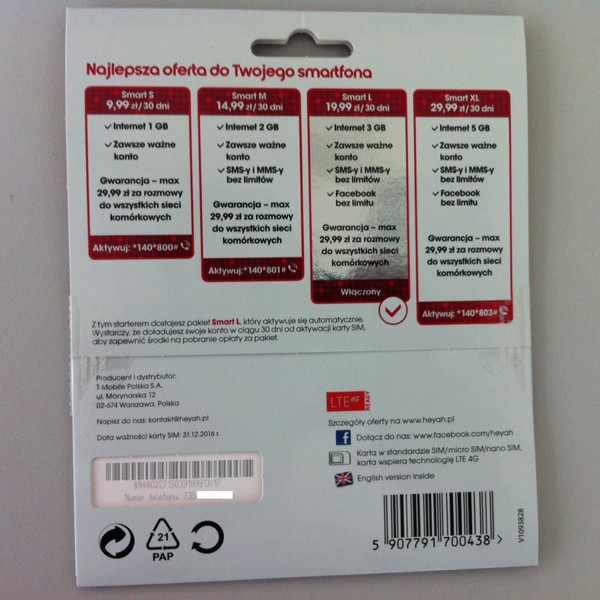 Najlepsza oferta do Twojego smartfona
Smart S
9,99 zł/30 dni
Internet 1 GB
Zawsze ważne
konto
Gwarancja – max
29,99 zł za rozmowy
do wszystkich sieci
komórkowych
Aktywuj: *140*800#
Smart M
14,99 zł/30 dni
Internet 2 GB
Zawsze ważne
konto
SMS-y i MMS-y
bez limitów
Gwarancja – max
29,99 zł za rozmowy
do wszystkich sieci
komórkowych
Aktywuj: *140*801#
Smart L
19,99 zł/30 dni
Internet 3 GB
Zawsze ważne
konto
SMS-y i MMS-y
bez limitów
Facebook
bez limitu
Gwarancja – max
29,99 zł za rozmowy
do wszystkich sieci
komórkowych
Włączony
Smart XL
29,99 zł/30 dni
Internet 5 GB
Zawsze ważne
konto
SMS-y i MMS-y
bez limitów
Facebook
bez limitu
Gwarancja – max
29,99 zł za rozmowy
do wszystkich sieci
komórkowych
Aktywuj: *140*803#
Z tym starterem dostajesz pakiet Smart L, który aktywuje się automatycznie.
Wystarczy, że doładujesz swoje konto w ciągu 30 dni od aktywacji karty SIM,
aby zapewnić środki na pobranie opłaty za pakiet.
Producent i dystrybutor:
T-Mobile Polska S.A.
ul. Marynarska 12
02-674 Warszawa, Polska
Napisz do nas: kontakt@heyah.pl
Data ważności karty SIM: 31.12.2016 r.
Numer telefonu: 735
21
PAP
LTE 4G
READY
Szczegóły oferty na www.heyah.pl
Dołącz do nas: www.facebook.com/heyah
Karta w standardzie SIM/micro SIM/nano SIM,
karta wspiera technologię LTE 4G
English version inside
5 907791 700438 >
V1093828